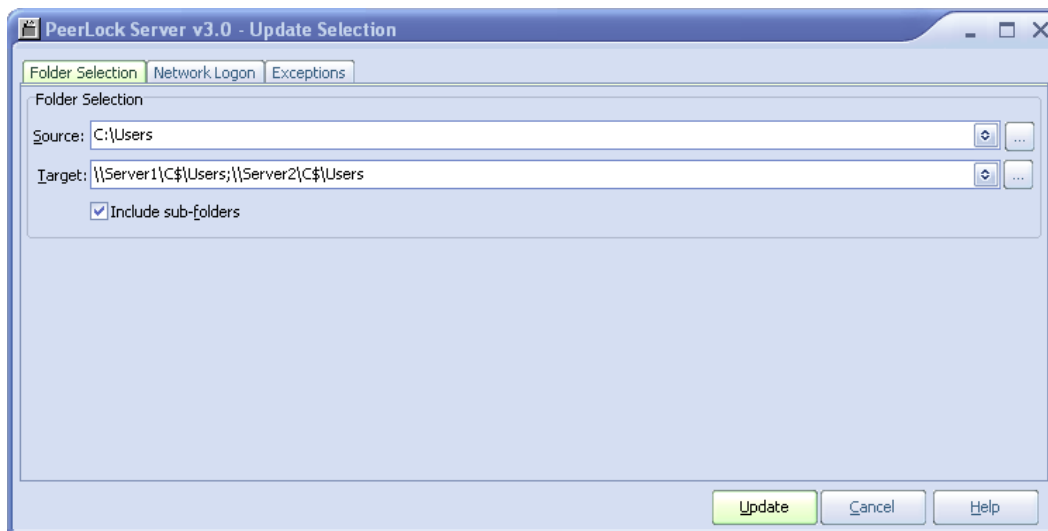 PeerLock Server v3.0 - Update Selection
Folder Selection Network Logon Exceptions
Folder Selection
Source: C:\Users ...
Target: \\Server1\C$\Users;\\Server2\C$\Users ...
Include sub-folders
Update Cancel Help